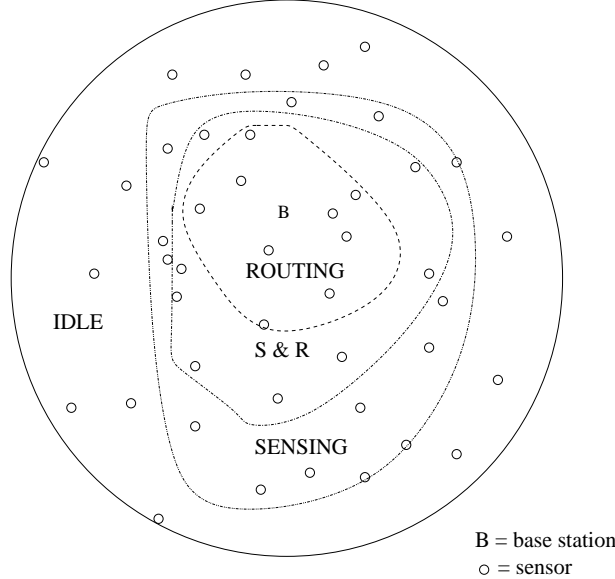 B
ROUTING
IDLE
S & R
SENSING
B = base station
= sensor